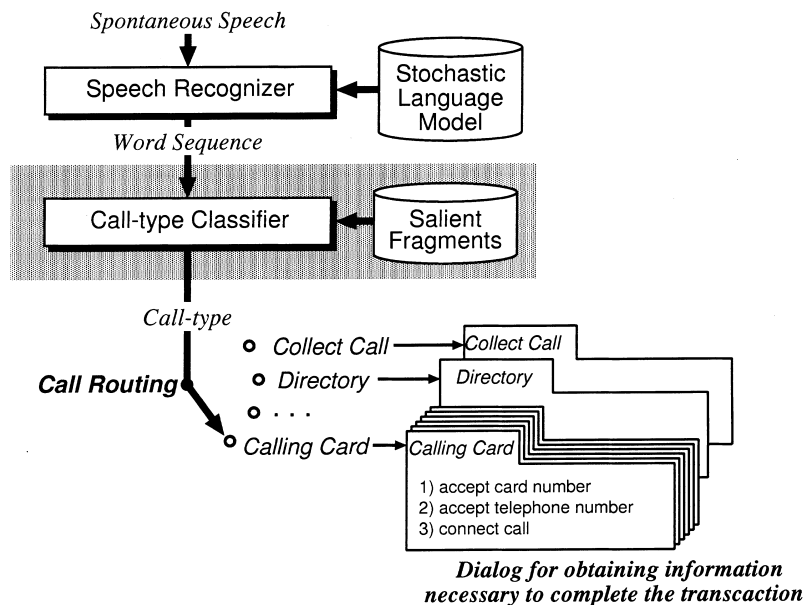 Spontaneous Speech
Speech Recognizer
Stochastic
Language
Model
Word Sequence
Call-type Classifier
Salient
Fragments
Call-type
Call Routing
Collect Call
Collect Call
Directory
Directory
. . .
Calling Card
Calling Card
1) accept card number
2) accept telephone number
3) connect call
Dialog for obtaining information
necessary to complete the transcaction